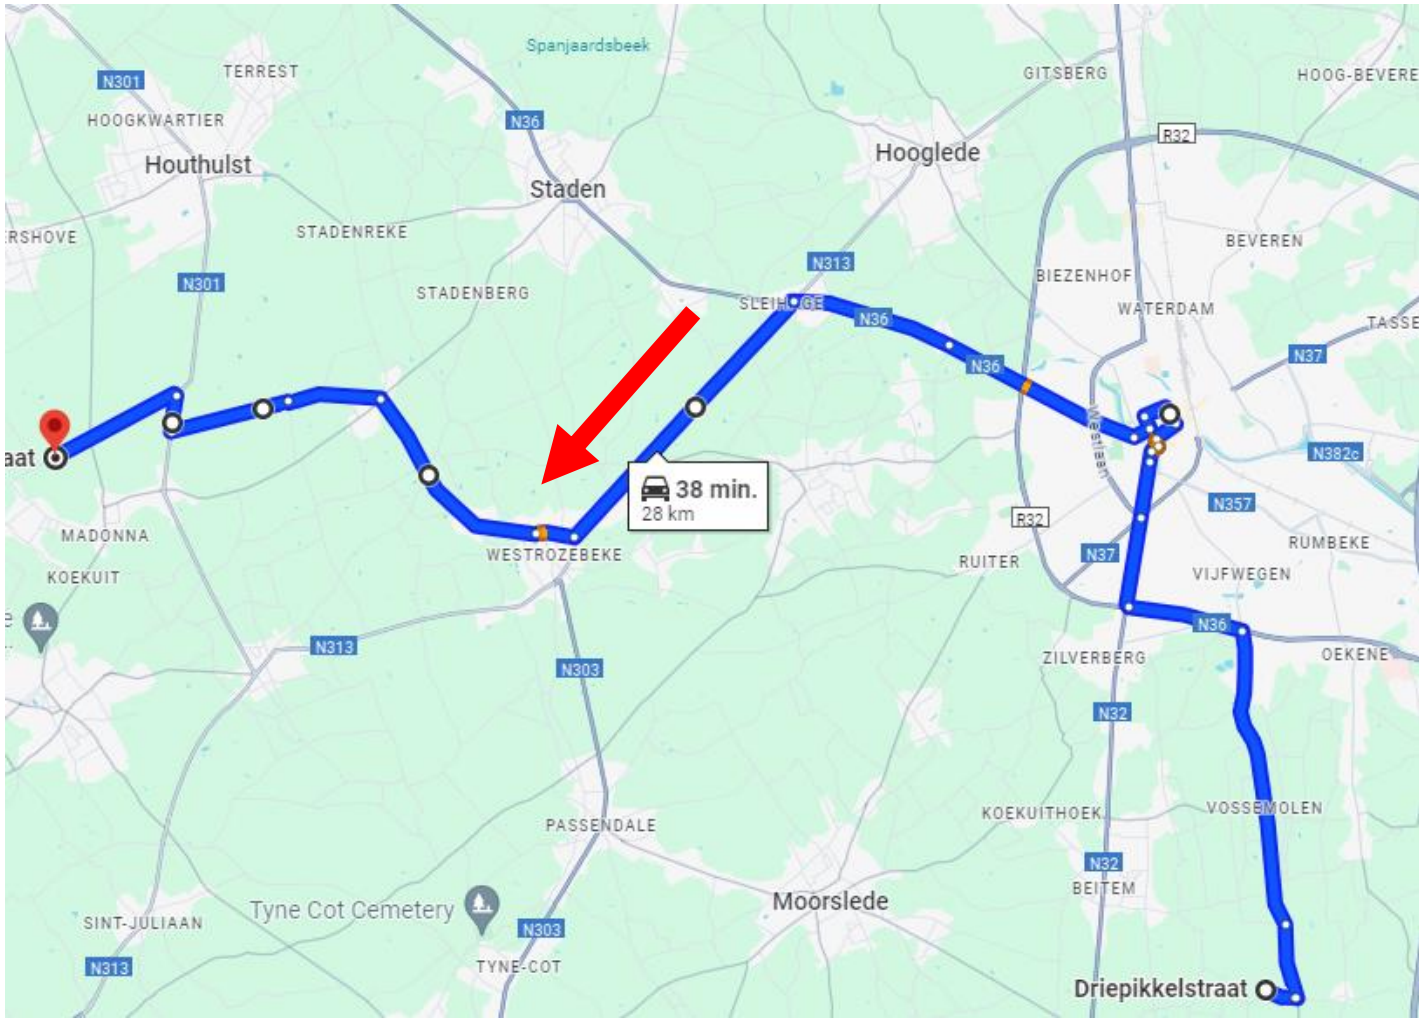 Spanjaardsbeek
TERREST
GITSBERG
HOOG-BEVERE
N301
HOOGKWARTIER
N36
R32
Houthulst
Hooglede
Staden
ERSHOVE
STADENREKE
BEVEREN
N313
BIEZENHOF
N301
STADENBERG
SLEIHAGE
WATERDAM
N36
TASSE
N37
N36
Westlaan
aat
N382c
38 min.
28 km
N357
R32
MADONNA
RUMBEKE
WESTROZEBEKE
N37
RUITER
VIJFWEGEN
KOEKUIT
e
N36
N313
ZILVERBERG
OEKENE
N303
N32
KOEKUITHOEK
VOSSEMOLEN
PASSENDALE
N32
BEITEM
Moorslede
Tyne Cot Cemetery
SINT-JULIAAN
N303
N313
TYNE-COT
Driepikkelstraat